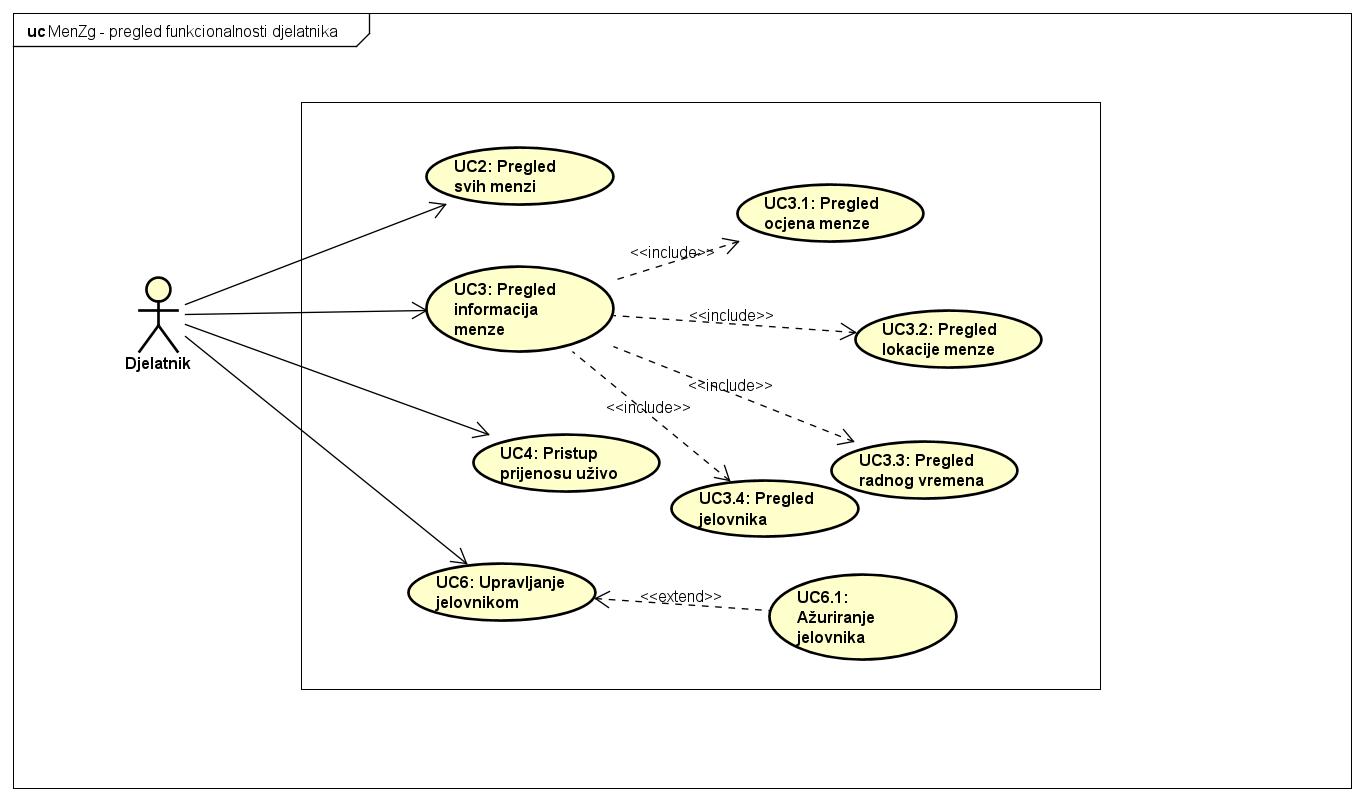 uc MenZg - pregled funkcionalnosti djelatnika
UC2: Pregled
svih menzi
UC3.1: Pregled
ocjena menze
<<include>>
UC3: Pregled
informacija
menze
<<include>>
UC3.2: Pregled
lokacije menze
Djelatnik
<<include>>
<<include>>
UC4: Pristup
prijenosu uživo
UC3.3: Pregled
radnog vremena
UC3.4: Pregled
jelovnika
UC6: Upravljanje
jelovnikom
<<extend>>
UC6.1:
Ažuriranje
jelovnika